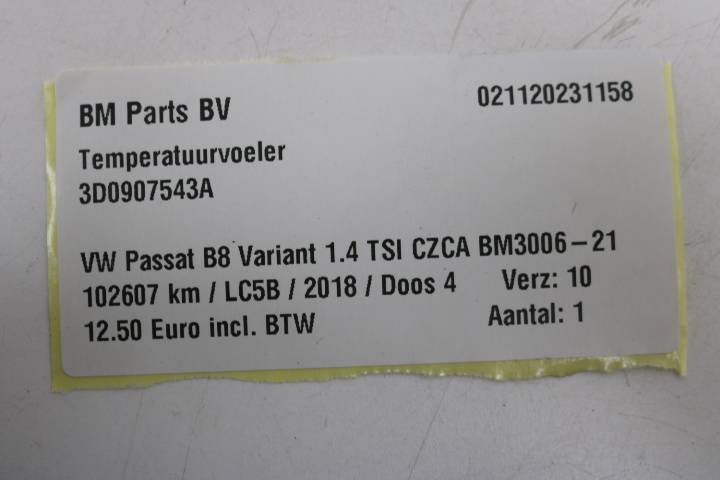 BM Parts BV 021120231158
Temperatuurvoeler
3D0907543A
VW Passat B8 Variant 1.4 TSI CZCA BM3006-21
102607 km / LC5B / 2018 / Doos 4 Verz: 10
12.50 Euro incl. BTW Aantal: 1